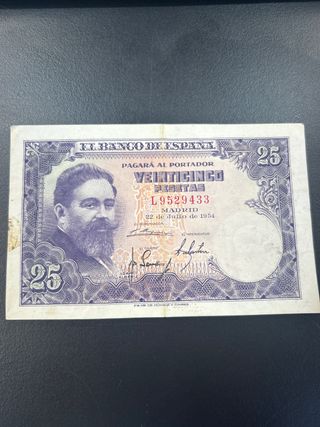 EL BANCO DE ESPAÑA
PAGARÁ AL PORTADOR
25
VEINTICINCO
PESETAS
L9529433
MADRID
22 de Julio de 1954
25